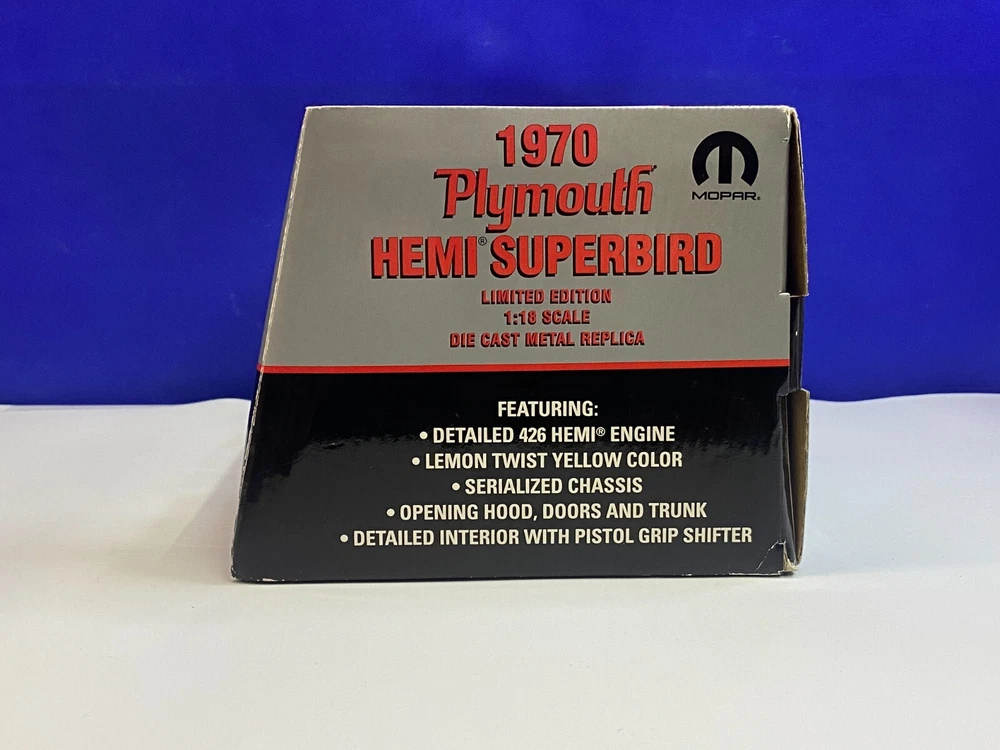 1970
Plymouth
HEMI® SUPERBIRD
LIMITED EDITION
1:18 SCALE
DIE CAST METAL REPLICA
MOPAR®
FEATURING:
• DETAILED 426 HEMI® ENGINE
• LEMON TWIST YELLOW COLOR
• SERIALIZED CHASSIS
• OPENING HOOD, DOORS AND TRUNK
• DETAILED INTERIOR WITH PISTOL GRIP SHIFTER